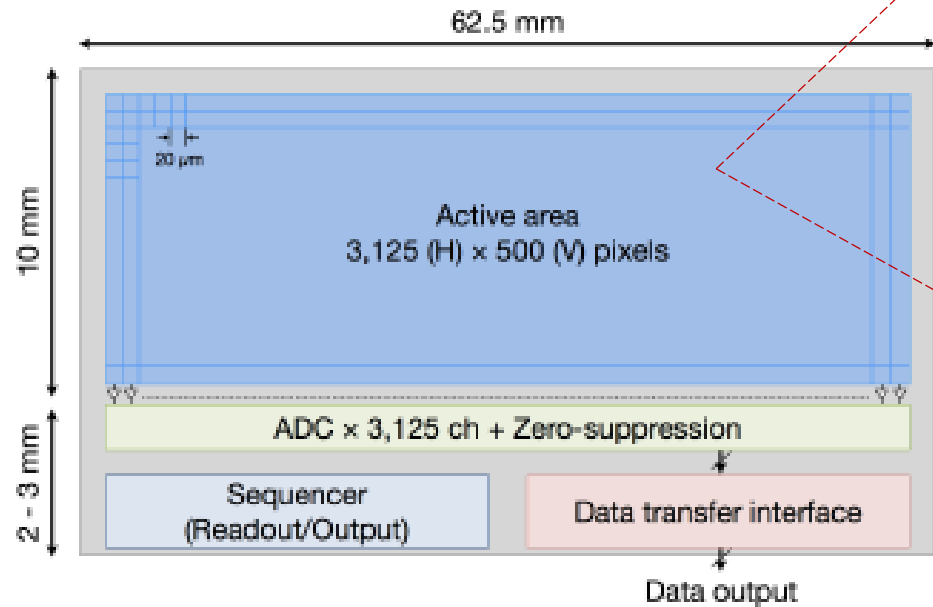 62.5 mm
20 μm
10 mm
Active area
3,125 (H) × 500 (V) pixels
ADC × 3,125 ch + Zero-suppression
2 - 3 mm
Sequencer
(Readout/Output)
Data transfer interface
Data output